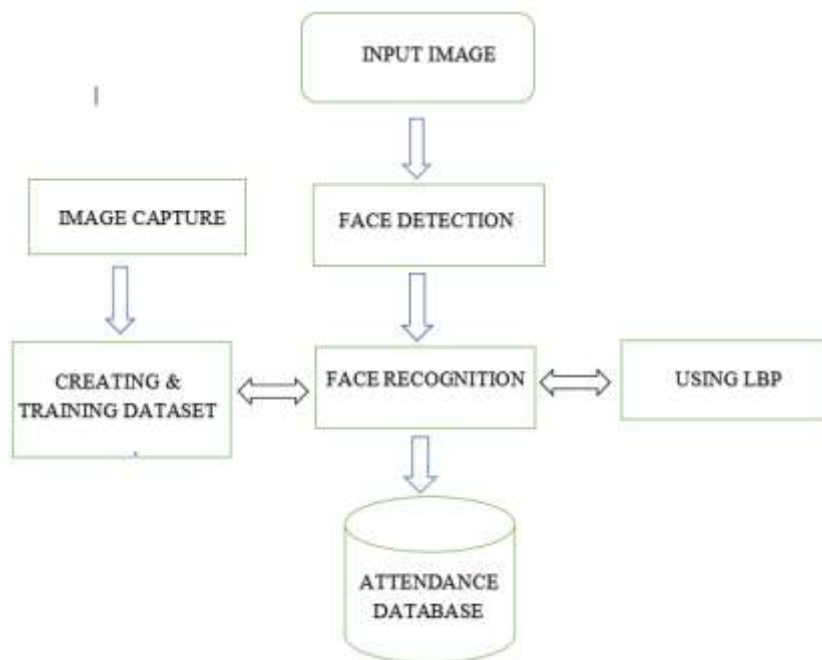 INPUT IMAGE
IMAGE CAPTURE
FACE DETECTION
CREATING &
TRAINING DATASET
FACE RECOGNITION
USING LBP
ATTENDANCE
DATABASE